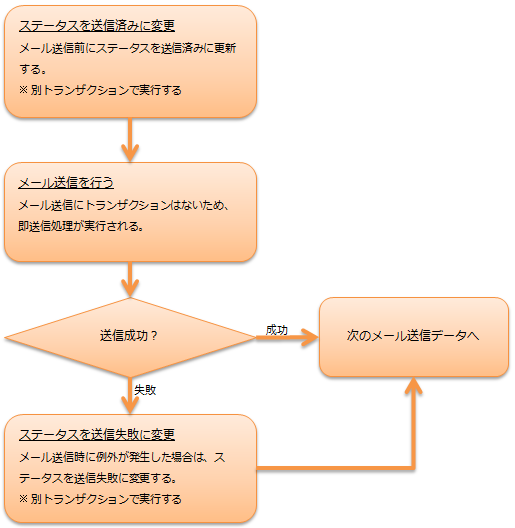 ステータスを送信済みに変更
メール送信前にステータスを送信済みに更新
する。
※ 別トランザクションで実行する
メール送信を行う
メール送信にトランザクションはないため、
即送信処理が実行される。
送信成功？
成功
次のメール送信データへ
失敗
ステータスを送信失敗に変更
メール送信時に例外が発生した場合は、ス
テータスを送信失敗に変更する。
※ 別トランザクションで実行する